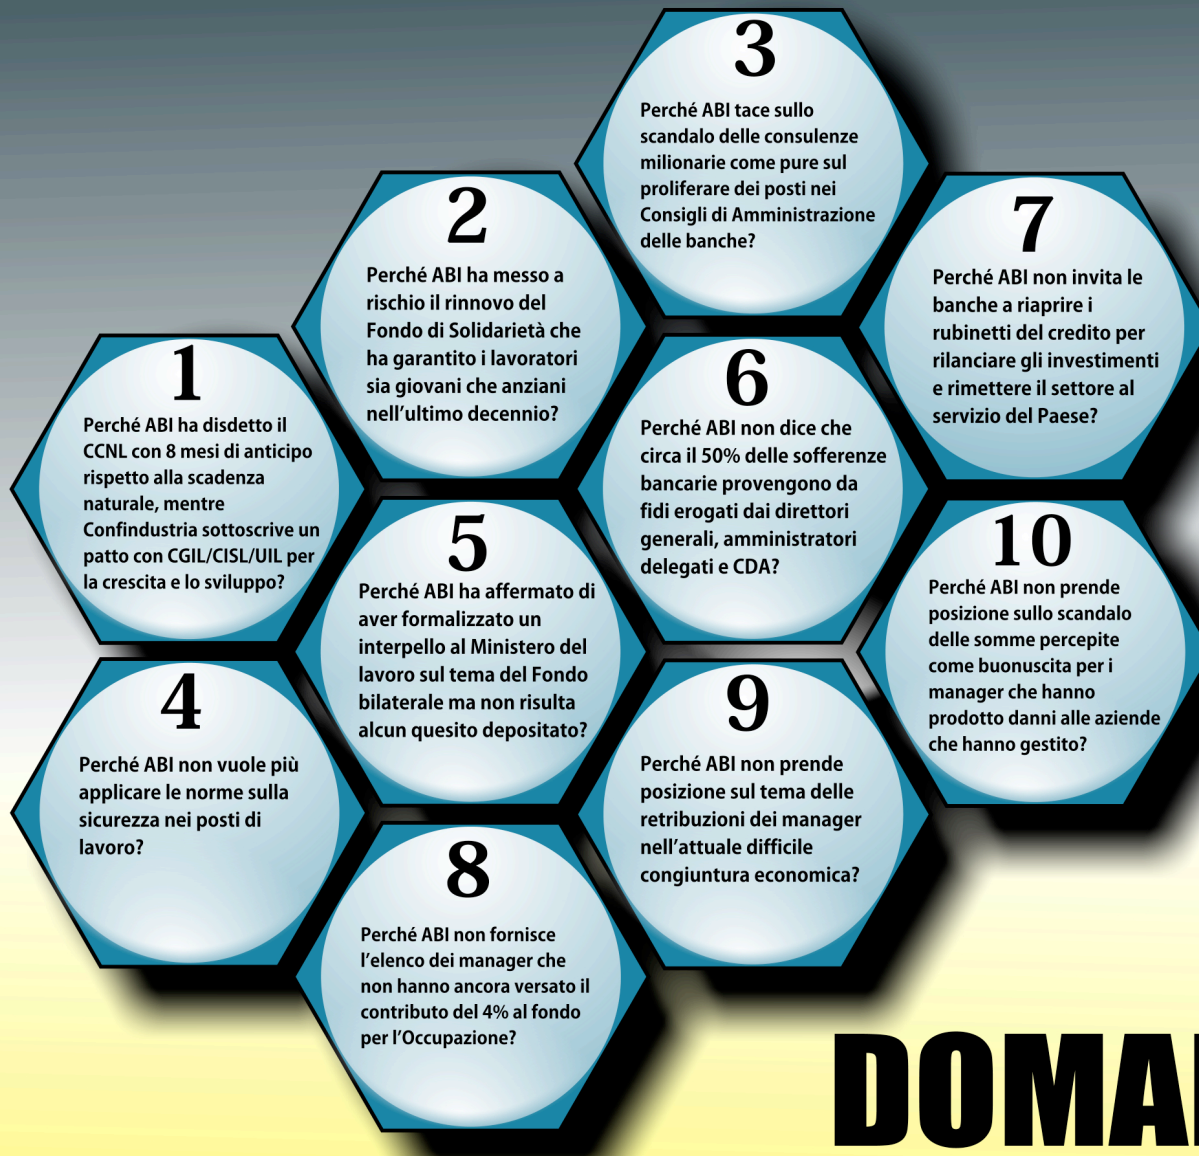 1
Perché ABI ha disdetto il
CCNL con 8 mesi di anticipo
rispetto alla scadenza
naturale, mentre
Confindustria sottoscrive un
patto con CGIL/CISL/UIL per
la crescita e lo sviluppo?
2
Perché ABI ha messo a
rischio il rinnovo del
Fondo di Solidarietà che
ha garantito i lavoratori
sia giovani che anziani
nell’ultimo decennio?
3
Perché ABI tace sullo
scandalo delle consulenze
milionarie come pure sul
proliferare dei posti nei
Consigli di Amministrazione
delle banche?
4
Perché ABI non vuole più
applicare le norme sulla
sicurezza nei posti di
lavoro?
5
Perché ABI ha affermato di
aver formalizzato un
interpello al Ministero del
lavoro sul tema del Fondo
bilaterale ma non risulta
alcun quesito depositato?
6
Perché ABI non dice che
circa il 50% delle sofferenze
bancarie provengono da
fidi erogati dai direttori
generali, amministratori
delegati e CDA?
7
Perché ABI non invita le
banche a riaprire i
rubinetti del credito per
rilanciare gli investimenti
e rimettere il settore al
servizio del Paese?
8
Perché ABI non fornisce
l’elenco dei manager che
non hanno ancora versato il
contributo del 4% al fondo
per l’Occupazione?
9
Perché ABI non prende
posizione sul tema delle
retribuzioni dei manager
nell’attuale difficile
congiuntura economica?
10
Perché ABI non prende
posizione sullo scandalo
delle somme percepite
come buonuscita per i
manager che hanno
prodotto danni alle aziende
che hanno gestito?
DOMA